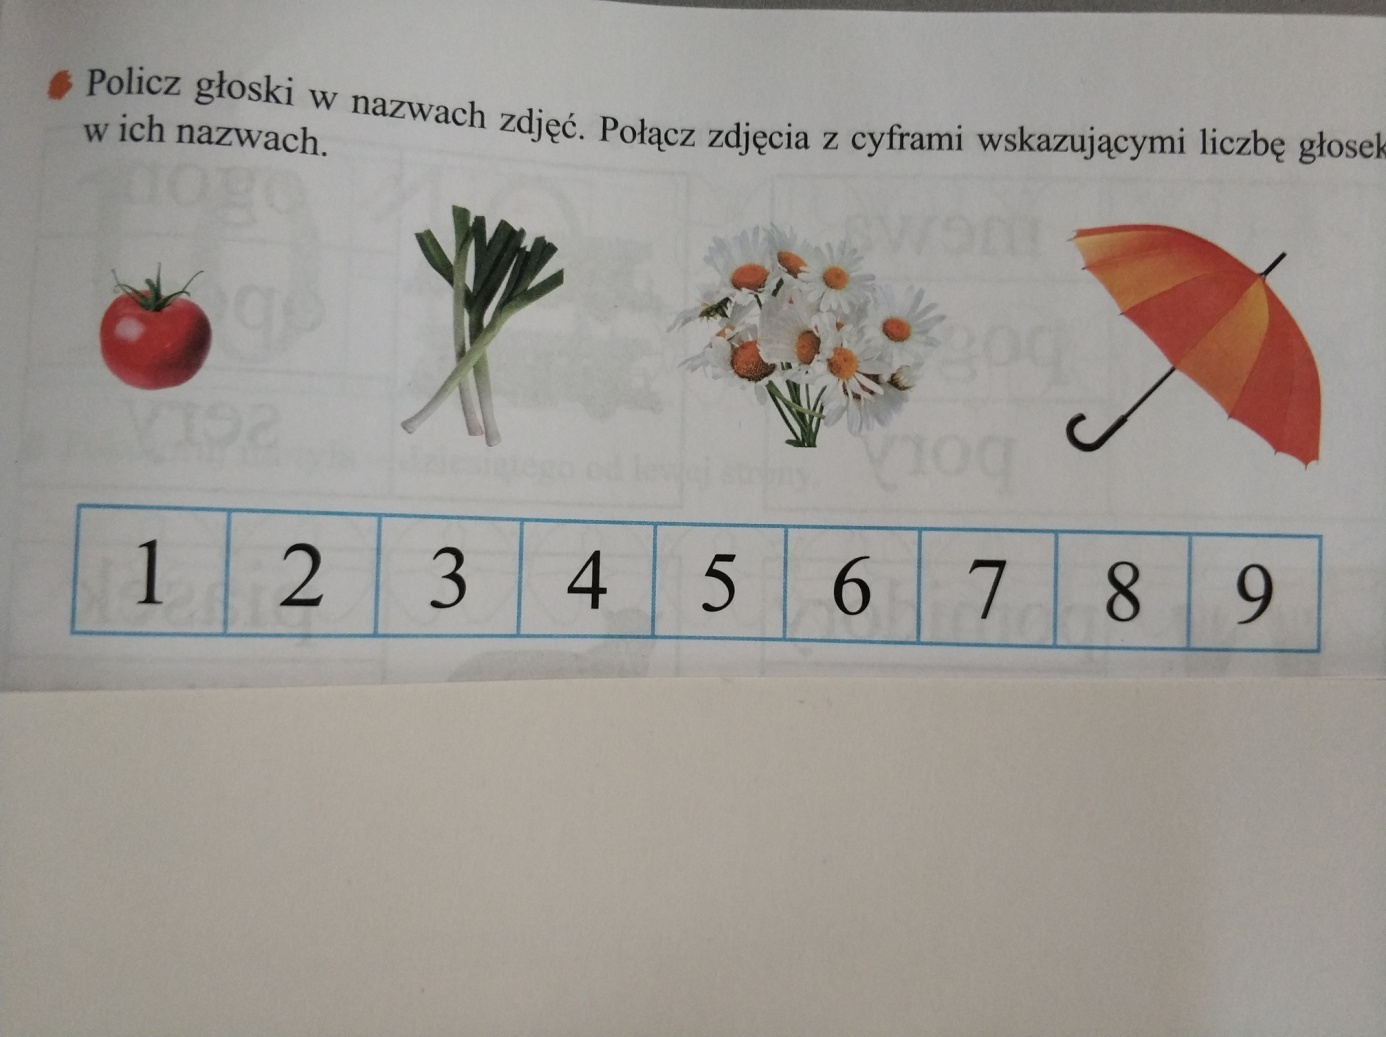 Policz głoski w nazwach zdjęć. Połącz zdjęcia z cyframi wskazującymi liczbę głosek
w ich nazwach.
1 2 3 4 5 6 7 8 9